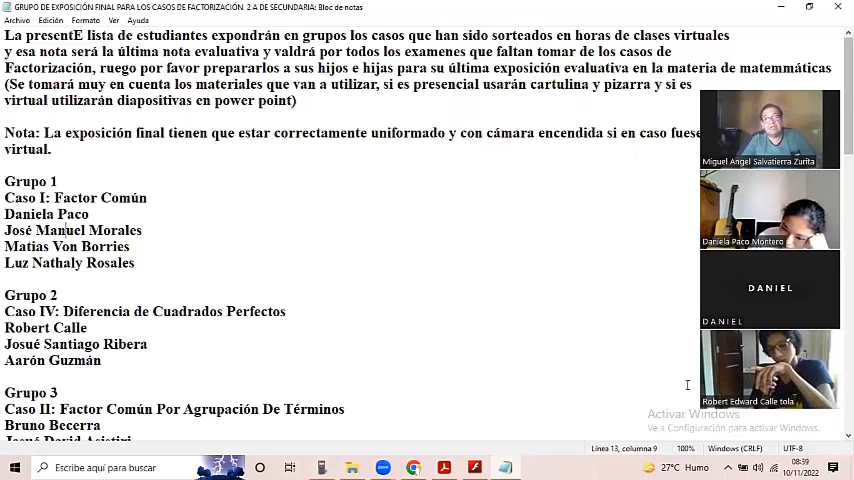 GRUPO DE EXPOSICIÓN FINAL PARA LOS CASOS DE FACTORIZACIÓN 2 A DE SECUNDARIA: Bloc de notas
Archivo Edición Formato Ver Ayuda
La presentE lista de estudiantes expondrán en grupos los casos que han sido sorteados en horas de clases virtuales
y esa nota será la última nota evaluativa y valdrá por todos los examenes que faltan tomar de los casos de
Factorización, ruego por favor prepararlos a sus hijos e hijas para su última exposición evaluativa en la materia de matemmáticas
(Se tomará muy en cuenta los materiales que van a utilizar, si es presencial usarán cartulina y pizarra y si es
virtual utilizarán diapositivas en power point)
Nota: La exposición final tienen que estar correctamente uniformado y con cámara encendida si en caso fuese
virtual.
Grupo 1
Caso I: Factor Común
Daniela Paco
José Manuel Morales
Matias Von Borries
Luz Nathaly Rosales
Grupo 2
Caso IV: Diferencia de Cuadrados Perfectos
Robert Calle
Josué Santiago Ribera
Aarón Guzmán
Grupo 3
Caso II: Factor Común Por Agrupación De Términos
Bruno Becerra
Miguel Angel Salvatierra Zurita
Daniela Paco Montero
DANIEL
DANIEL
Robert Edward Calle tola
Activar Windows
Ve a Configuración para activar Windows.
Línea 13, columna 9 100% Windows (CRLF) UTF-8
Escribe aquí para buscar
27°C Humo
08:39
10/11/2022